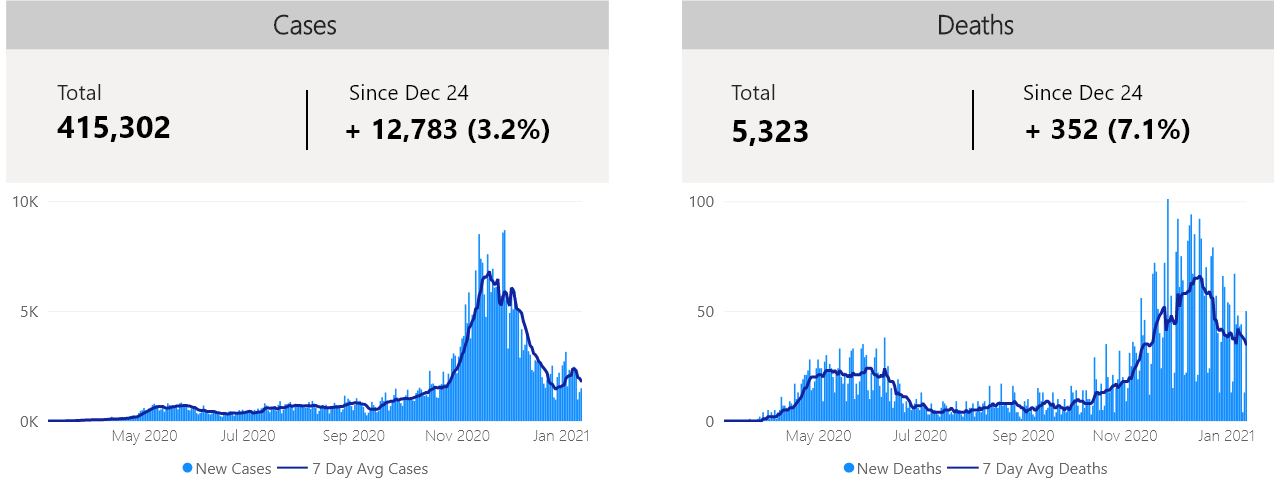 Cases
Total
415,302
Since Dec 24
+ 12,783 (3.2%)
10K
5K
0K
May 2020 Jul 2020 Sep 2020 Nov 2020 Jan 2021
New Cases 7 Day Avg Cases
Deaths
Total
5,323
Since Dec 24
+ 352 (7.1%)
100
50
0
May 2020 Jul 2020 Sep 2020 Nov 2020 Jan 2021
New Deaths 7 Day Avg Deaths